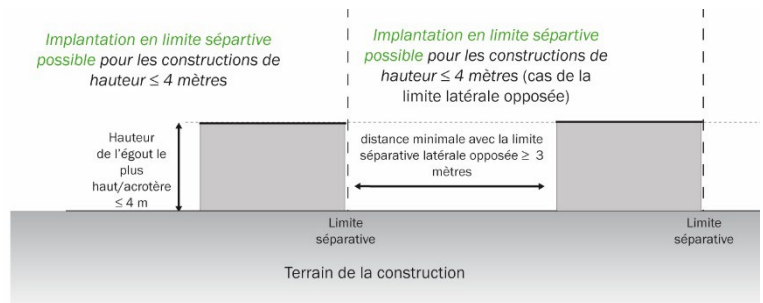 Implantation en limite sépartive
possible pour les constructions de
hauteur ≤ 4 mètres
Implantation en limite sépartive
possible pour les constructions de
hauteur ≤ 4 mètres (cas de la
limite latérale opposée)
Hauteur
de l'égout le
plus
haut/acrotère
≤ 4 m
distance minimale avec la limite
séparative latérale opposée ≥ 3
mètres
Limite
séparative
Limite
séparative
Terrain de la construction